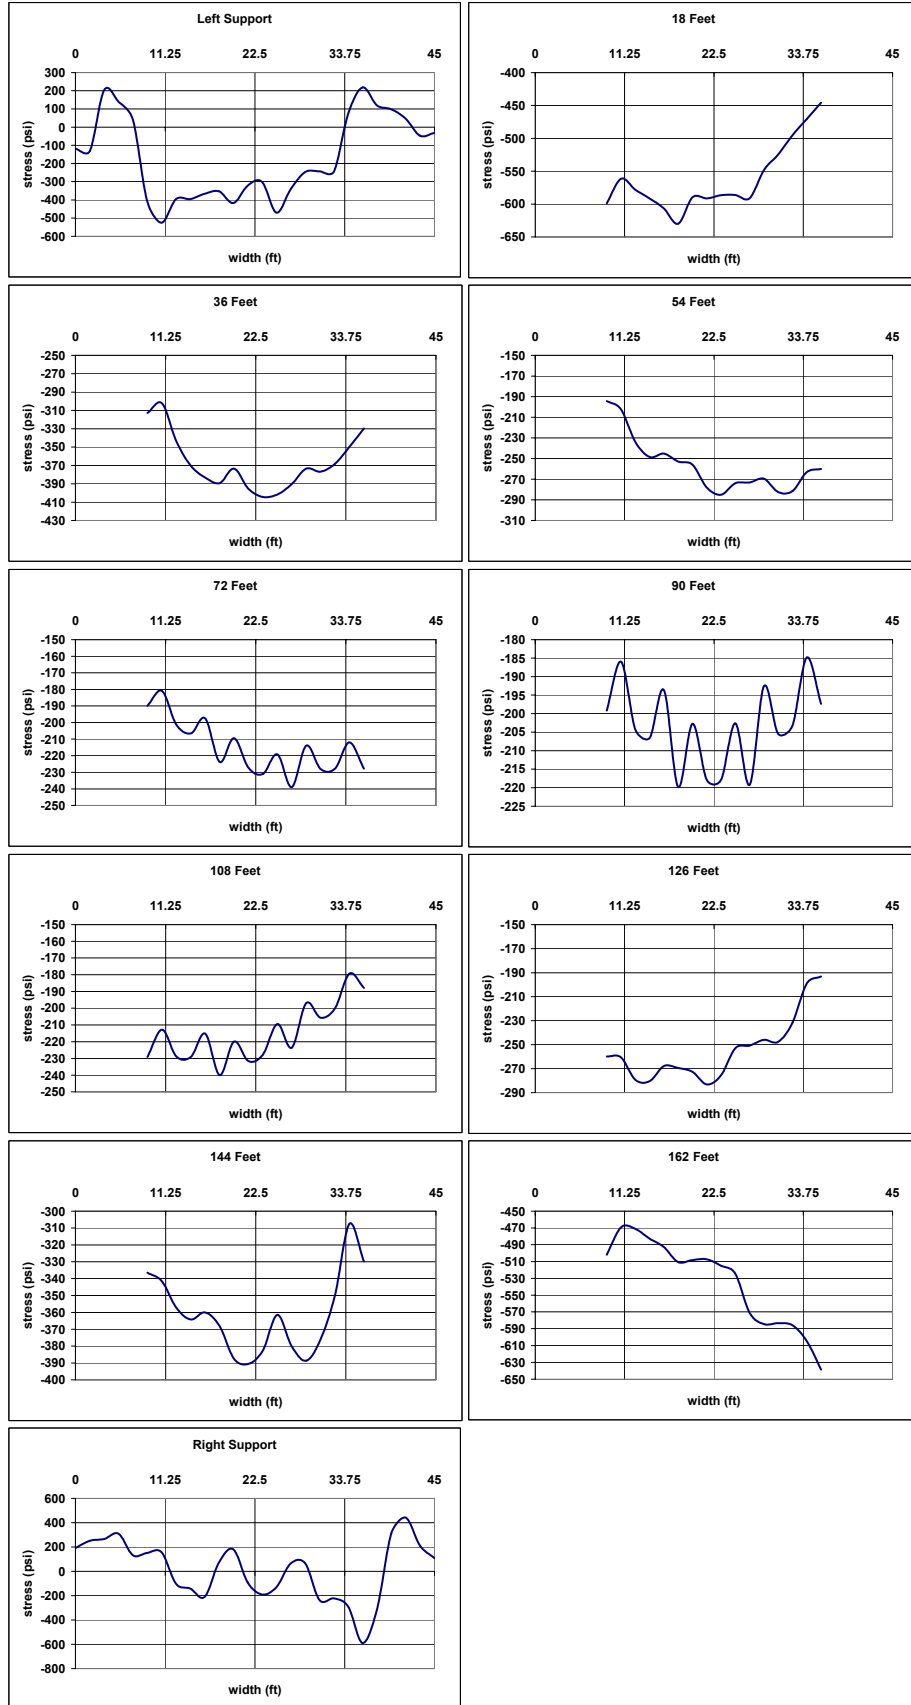 Left Support
0 11.25 22.5 33.75 45
300
200
100
0
-100
-200
-300
-400
-500
-600
stress (psi)
width (ft)
18 Feet
0 11.25 22.5 33.75 45
-400
-450
-500
-550
-600
-650
stress (psi)
width (ft)
36 Feet
0 11.25 22.5 33.75 45
-250
-270
-290
-310
-330
-350
-370
-390
-410
-430
stress (psi)
width (ft)
54 Feet
0 11.25 22.5 33.75 45
-150
-170
-190
-210
-230
-250
-270
-290
-310
stress (psi)
width (ft)
72 Feet
0 11.25 22.5 33.75 45
-150
-160
-170
-180
-190
-200
-210
-220
-230
-240
-250
stress (psi)
width (ft)
90 Feet
0 11.25 22.5 33.75 45
-180
-185
-190
-195
-200
-205
-210
-215
-220
-225
stress (psi)
width (ft)
108 Feet
0 11.25 22.5 33.75 45
-150
-160
-170
-180
-190
-200
-210
-220
-230
-240
-250
stress (psi)
width (ft)
126 Feet
0 11.25 22.5 33.75 45
-150
-170
-190
-210
-230
-250
-270
-290
stress (psi)
width (ft)
144 Feet
0 11.25 22.5 33.75 45
-300
-310
-320
-330
-340
-350
-360
-370
-380
-390
-400
stress (psi)
width (ft)
162 Feet
0 11.25 22.5 33.75 45
-450
-470
-490
-510
-530
-550
-570
-590
-610
-630
-650
stress (psi)
width (ft)
Right Support
0 11.25 22.5 33.75 45
600
400
200
0
-200
-400
-600
-800
stress (psi)
width (ft)